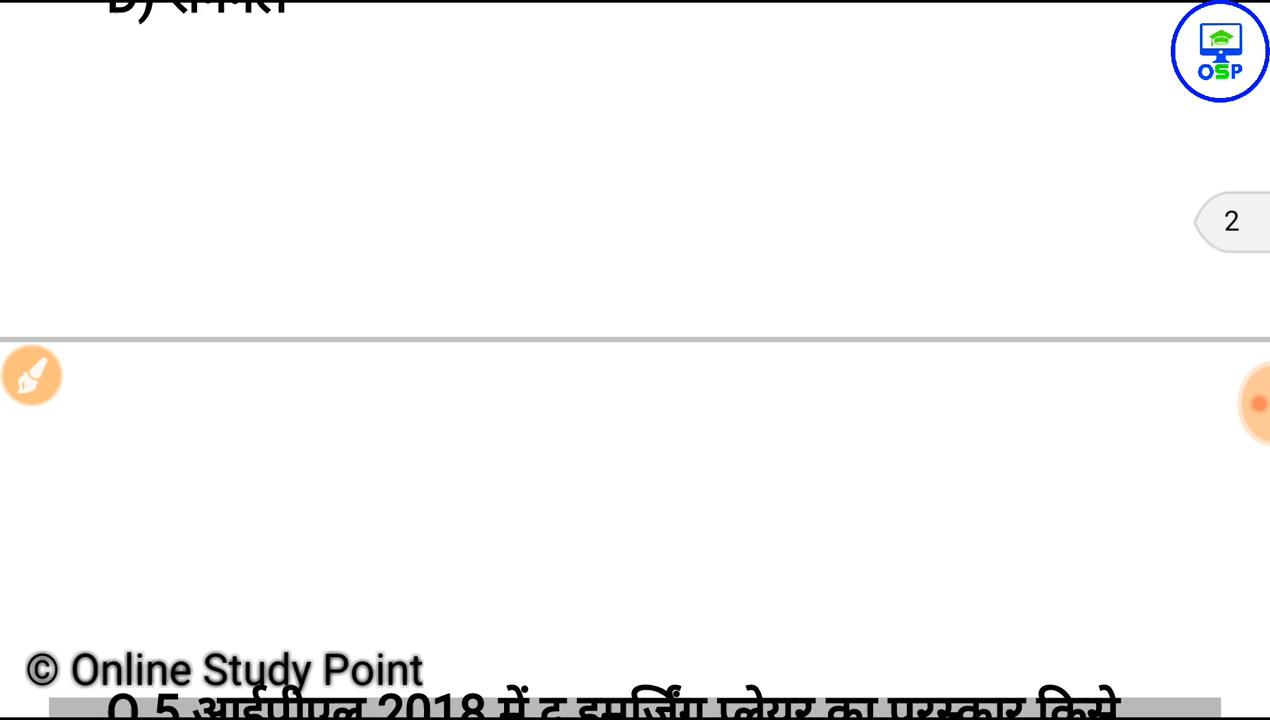 D)
OSP
2
© Online Study Point
Q.5 आईपीएल 2018 में द इमर्जिंग प्लेयर का पुरस्कार किसे